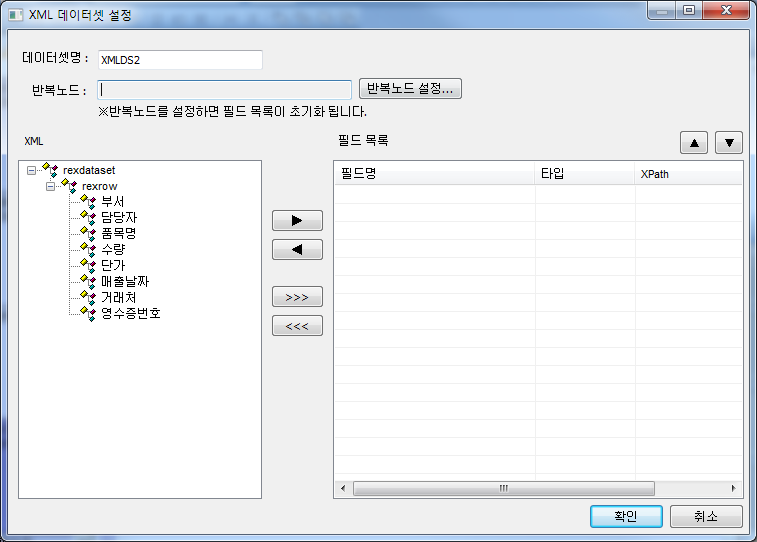 XML 데이터셋 설정
데이터셋명 : XMLDS2
반복노드 : 반복노드 설정...
※반복노드를 설정하면 필드 목록이 초기화 됩니다.
XML
필드 목록 ▲ ▼
rexdataset
rexrow
부서
담당자
품목명
수량
단가
매출날짜
거래처
영수증번호
▶
◀
>>>
<<<
필드명 타입 XPath
확인 취소